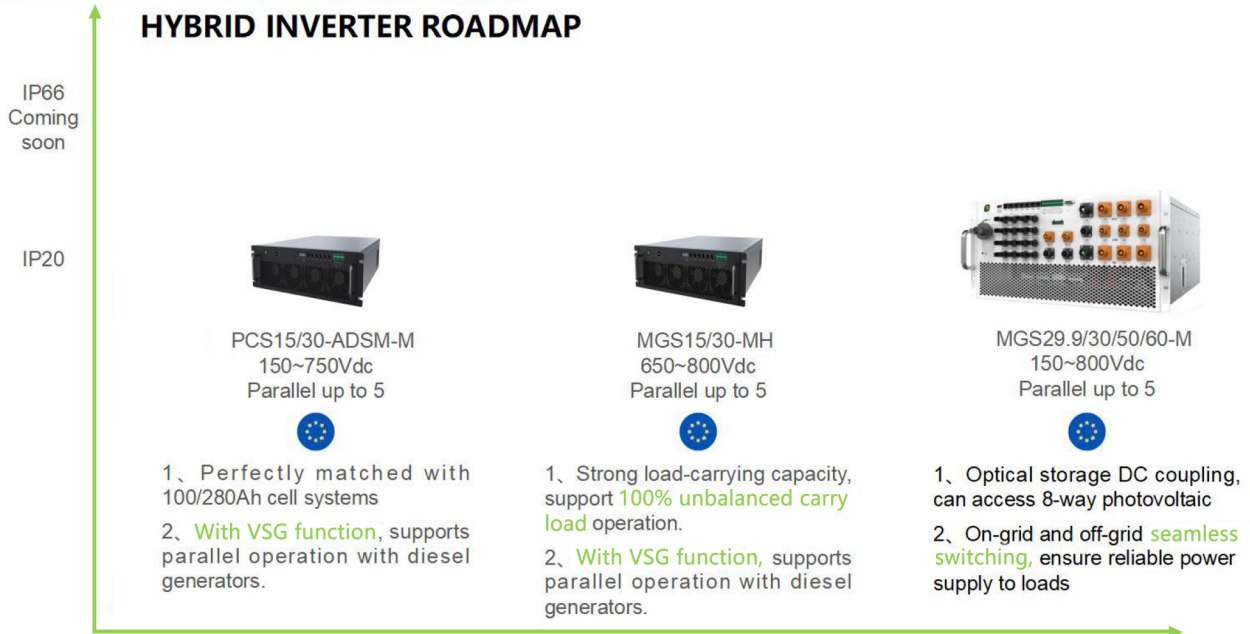 HYBRID INVERTER ROADMAP
IP66
Coming
soon
IP20
PCS15/30-ADSM-M
150~750Vdc
Parallel up to 5
1、Perfectly matched with
100/280Ah cell systems
2、With VSG function, supports
parallel operation with diesel
generators.
MGS15/30-MH
650~800Vdc
Parallel up to 5
1、Strong load-carrying capacity,
support 100% unbalanced carry
load operation.
2、With VSG function, supports
parallel operation with diesel
generators.
MGS29.9/30/50/60-M
150~800Vdc
Parallel up to 5
1、Optical storage DC coupling,
can access 8-way photovoltaic
2、On-grid and off-grid seamless
switching, ensure reliable power
supply to loads